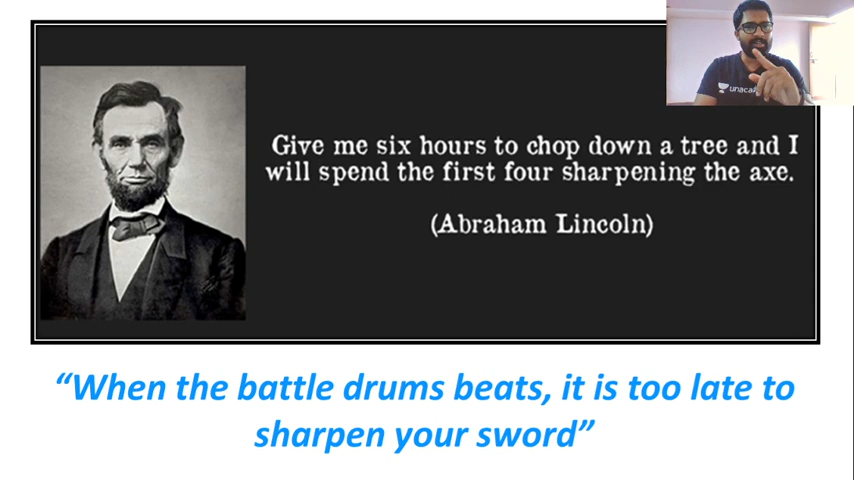 unaca
Give me six hours to chop down a tree and I
will spend the first four sharpening the axe.
(Abraham Lincoln)
“When the battle drums beats, it is too late to
sharpen your sword”